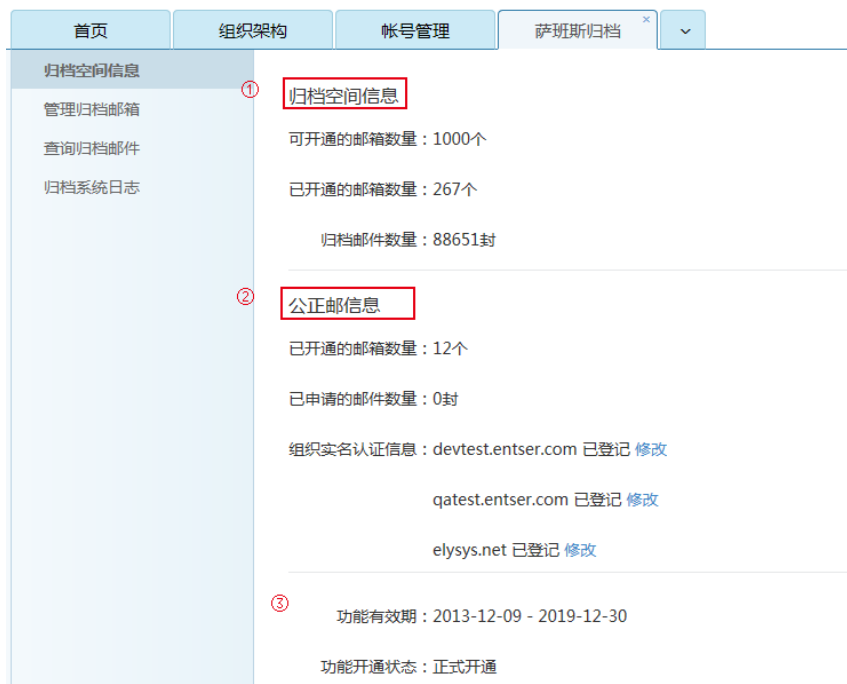 首页 组织架构 帐号管理 萨班斯归档 ×
归档空间信息
管理归档邮箱
查询归档邮件
归档系统日志
① 归档空间信息
可开通的邮箱数量：1000个
已开通的邮箱数量：267个
归档邮件数量：88651封
② 公正邮信息
已开通的邮箱数量：12个
已申请的邮件数量：0封
组织实名认证信息：devtest.entser.com 已登记 修改
qatest.entser.com 已登记 修改
elysys.net 已登记 修改
③
功能有效期：2013-12-09 - 2019-12-30
功能开通状态：正式开通